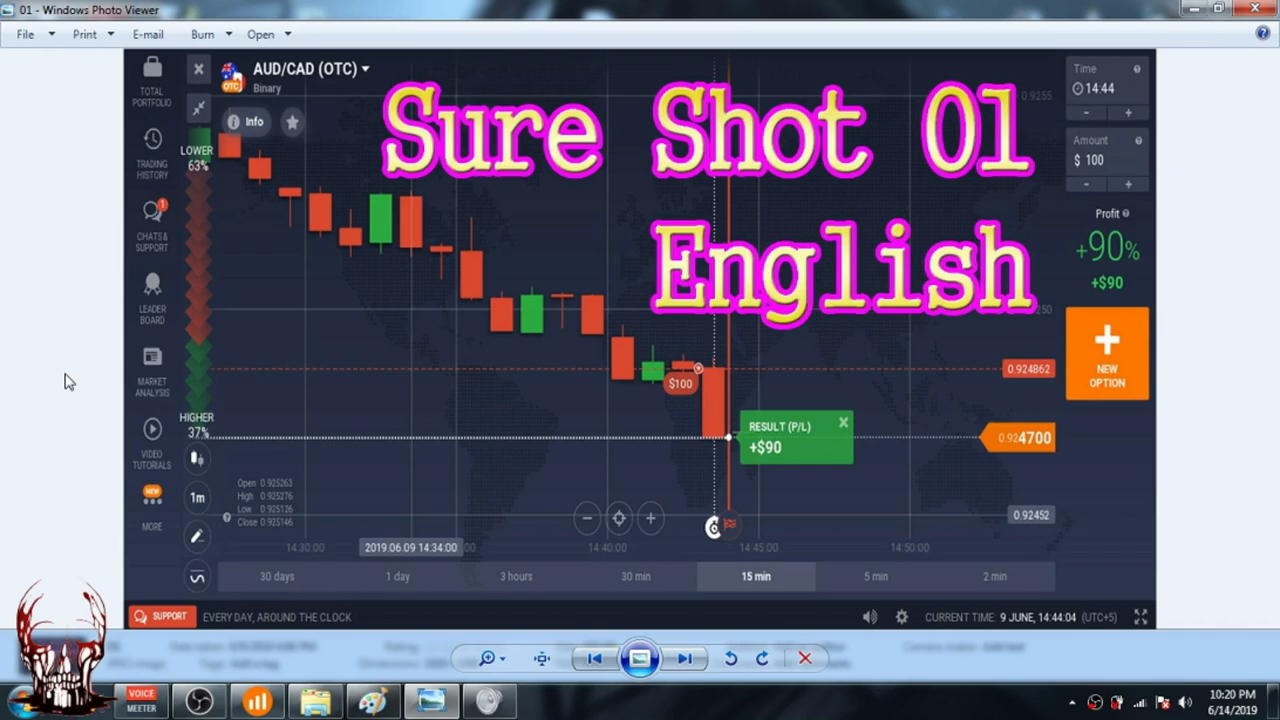 01 - Windows Photo Viewer
File Print E-mail Burn Open
TOTAL PORTFOLIO
TRADING HISTORY
1
CHATS & SUPPORT
LEADER BOARD
MARKET ANALYSIS
VIDEO TUTORIALS
NEW
MORE
AUD/CAD (OTC)
OTC
Binary
Info
LOWER
63%
HIGHER
37%
1m
Sure Shot 01
English
0.9255
$100
RESULT (P/L)
+$90
0.924862
0.924700
0.92452
Open 0.925263
High 0.925276
Low 0.925126
Close 0.925146
14:30:00 2019.06.09 14:34:00 14:40:00 14:45:00 14:50:00
30 days 1 day 3 hours 30 min 15 min 5 min 2 min
Time
14:44
- +
Amount
$ 100
- +
Profit
+90%
+$90
+
NEW OPTION
SUPPORT EVERY DAY, AROUND THE CLOCK CURRENT TIME: 9 JUNE, 14:44:04 (UTC+5)
VOICE
MEETER
10:20 PM
6/14/2019